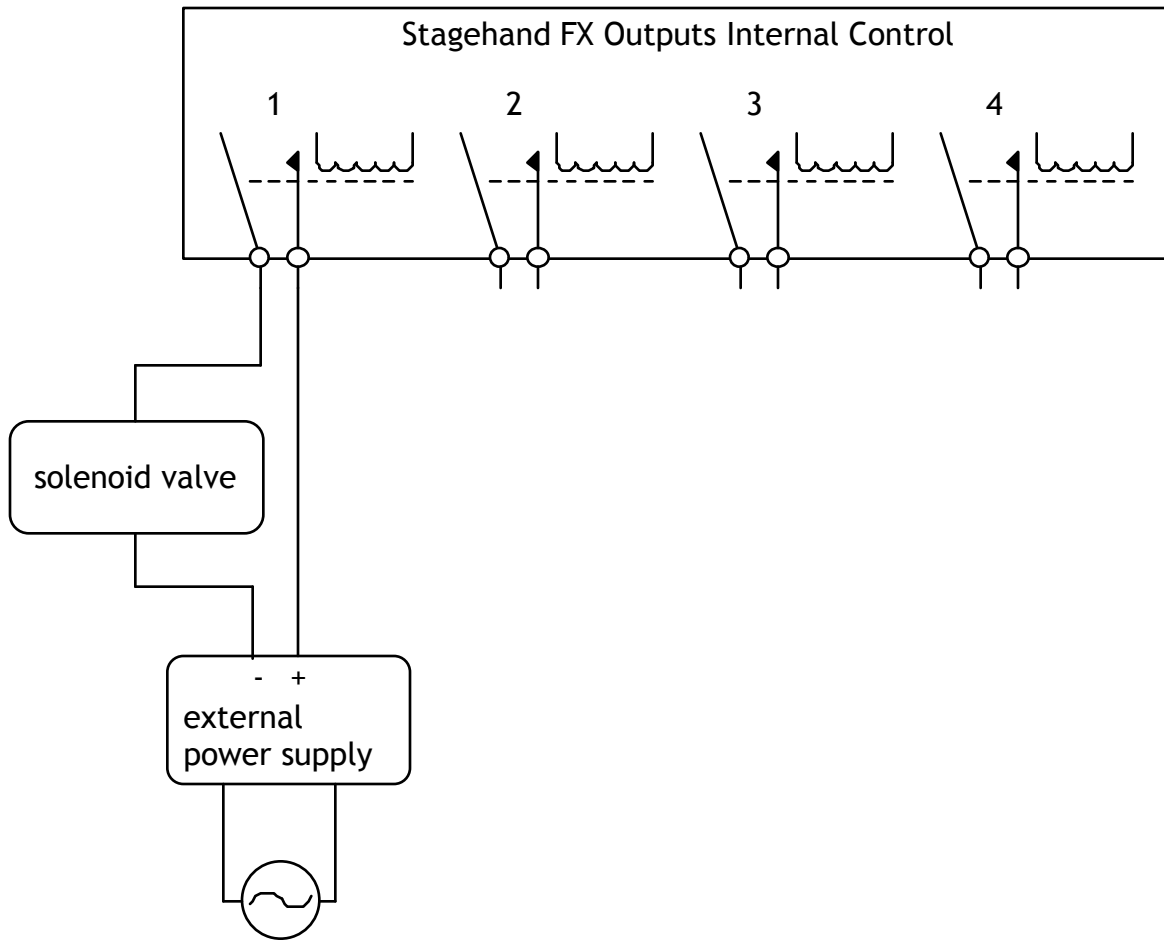 Stagehand FX Outputs Internal Control
1 2 3 4
solenoid valve
- +
external
power supply